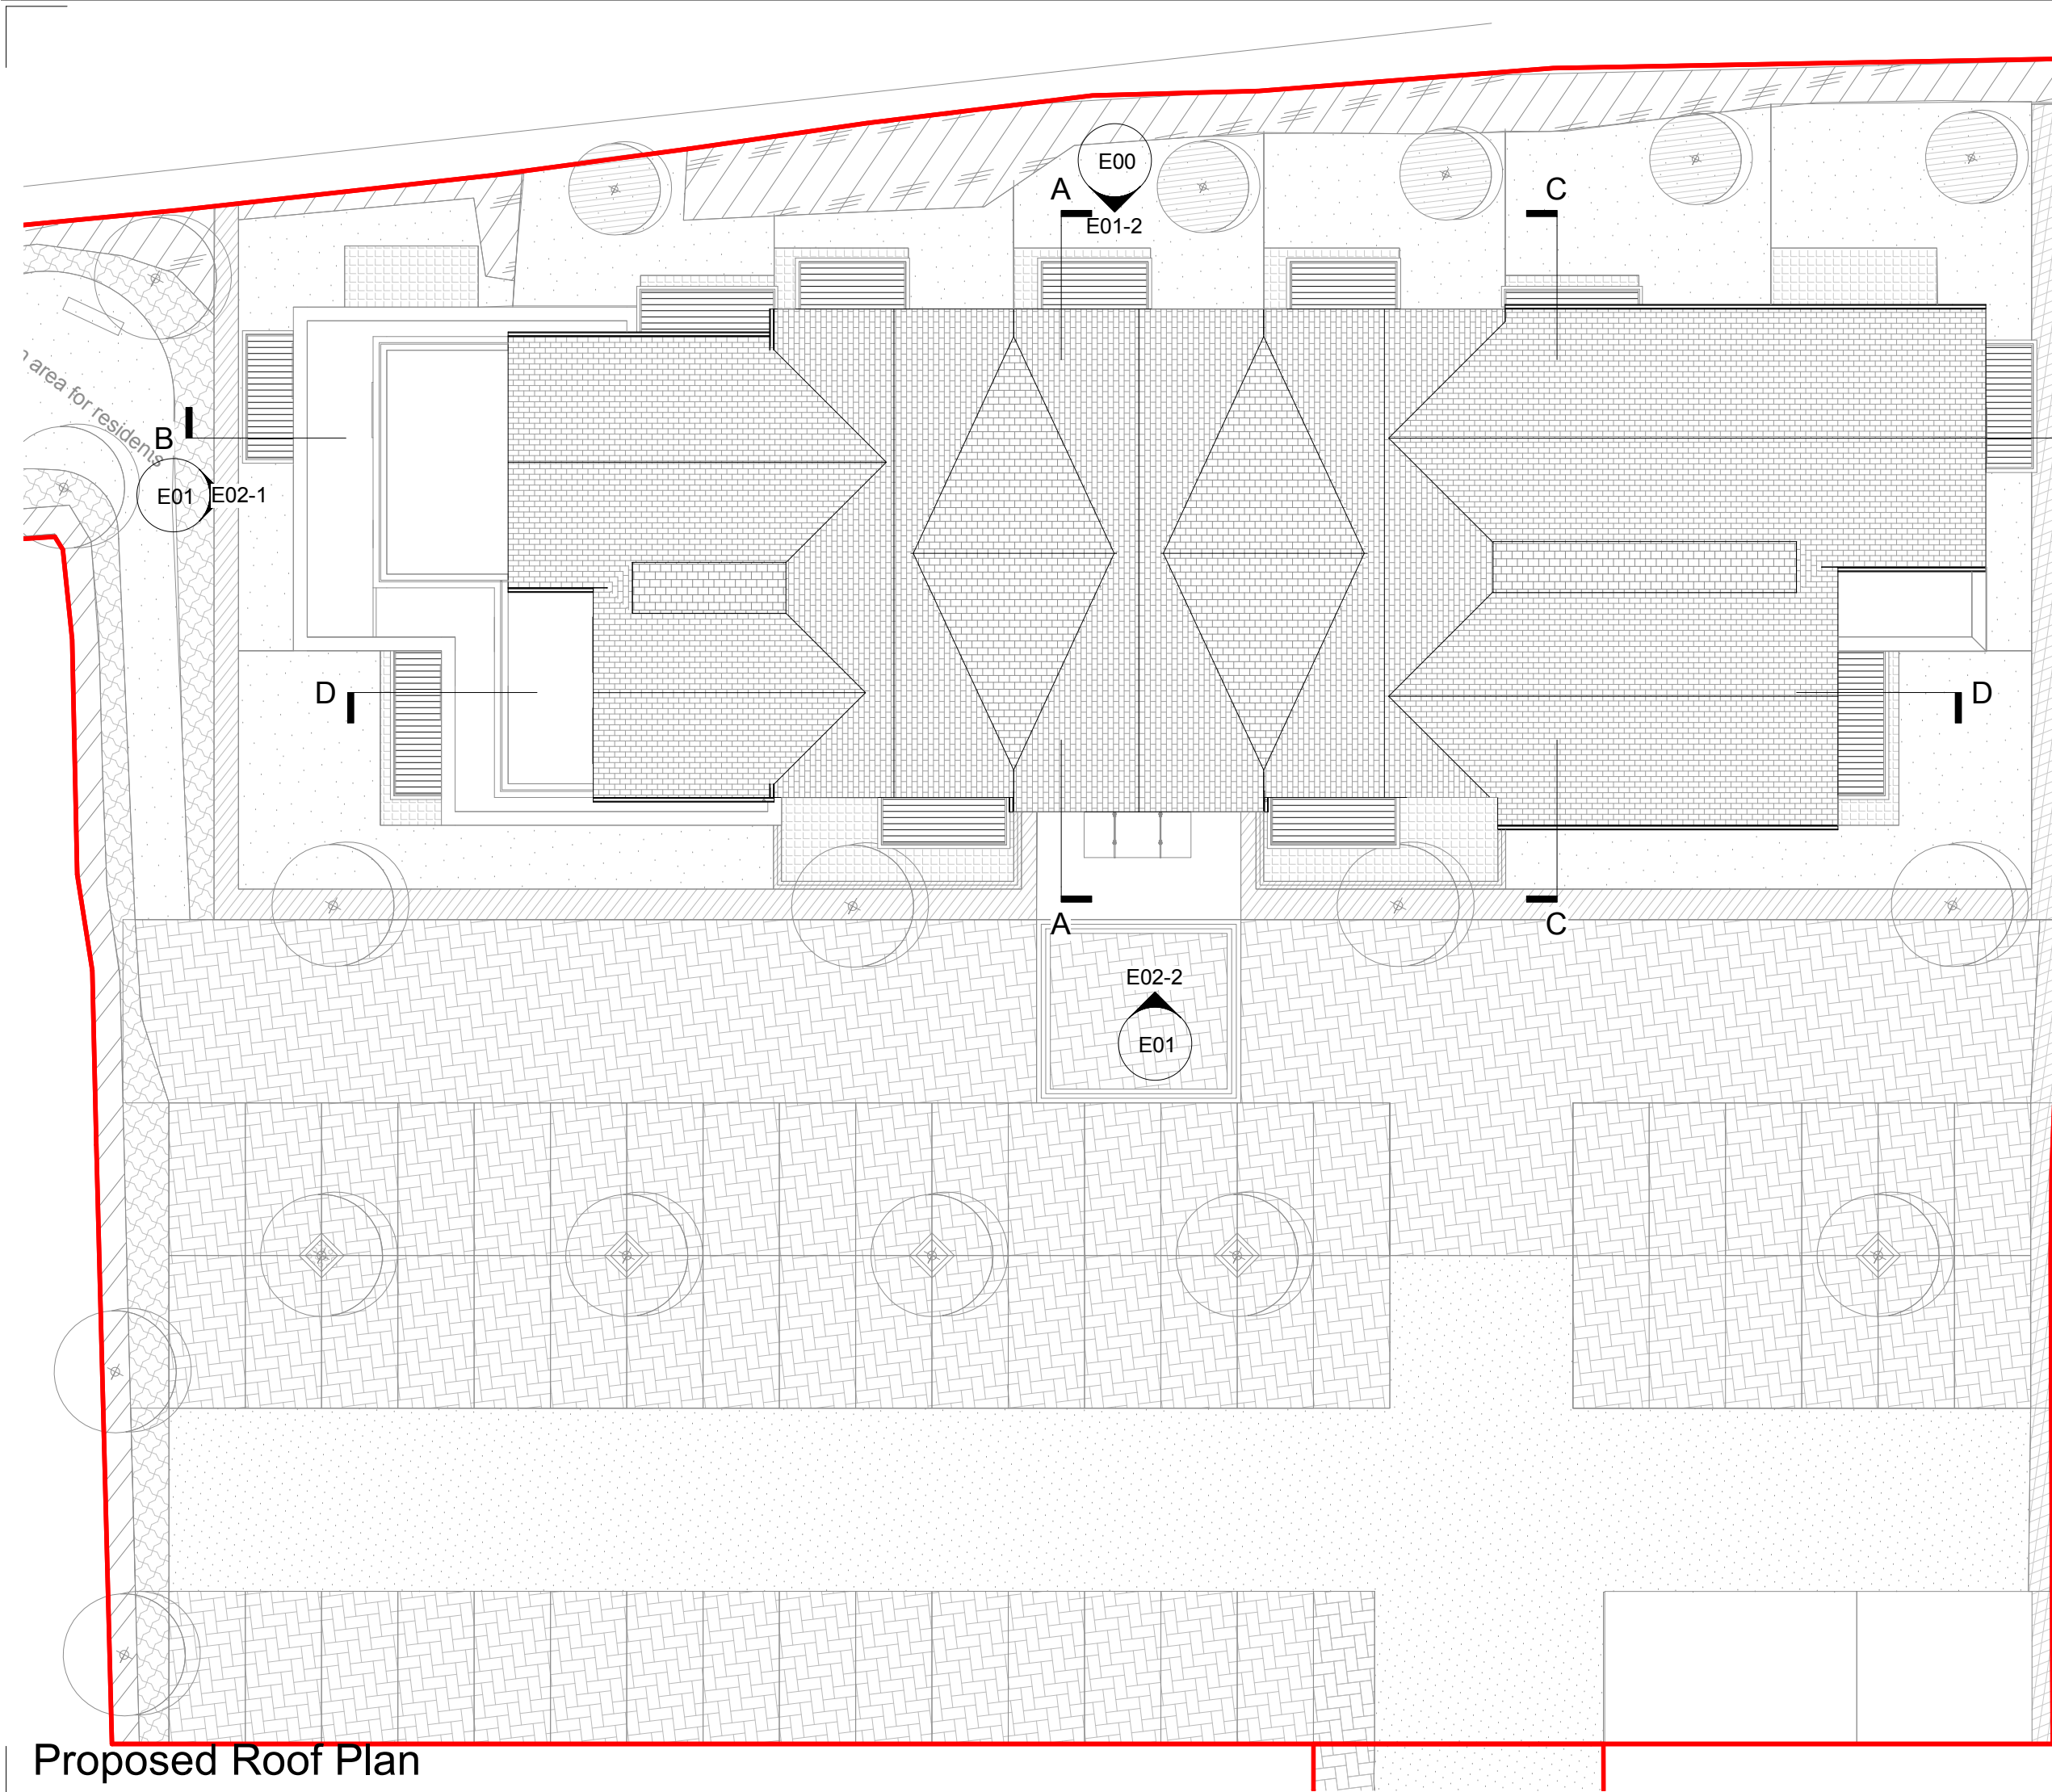 E00
A
C
E01-2
area for residents
B
E01
E02-1
D
D
A
C
E02-2
E01
Proposed Roof Plan